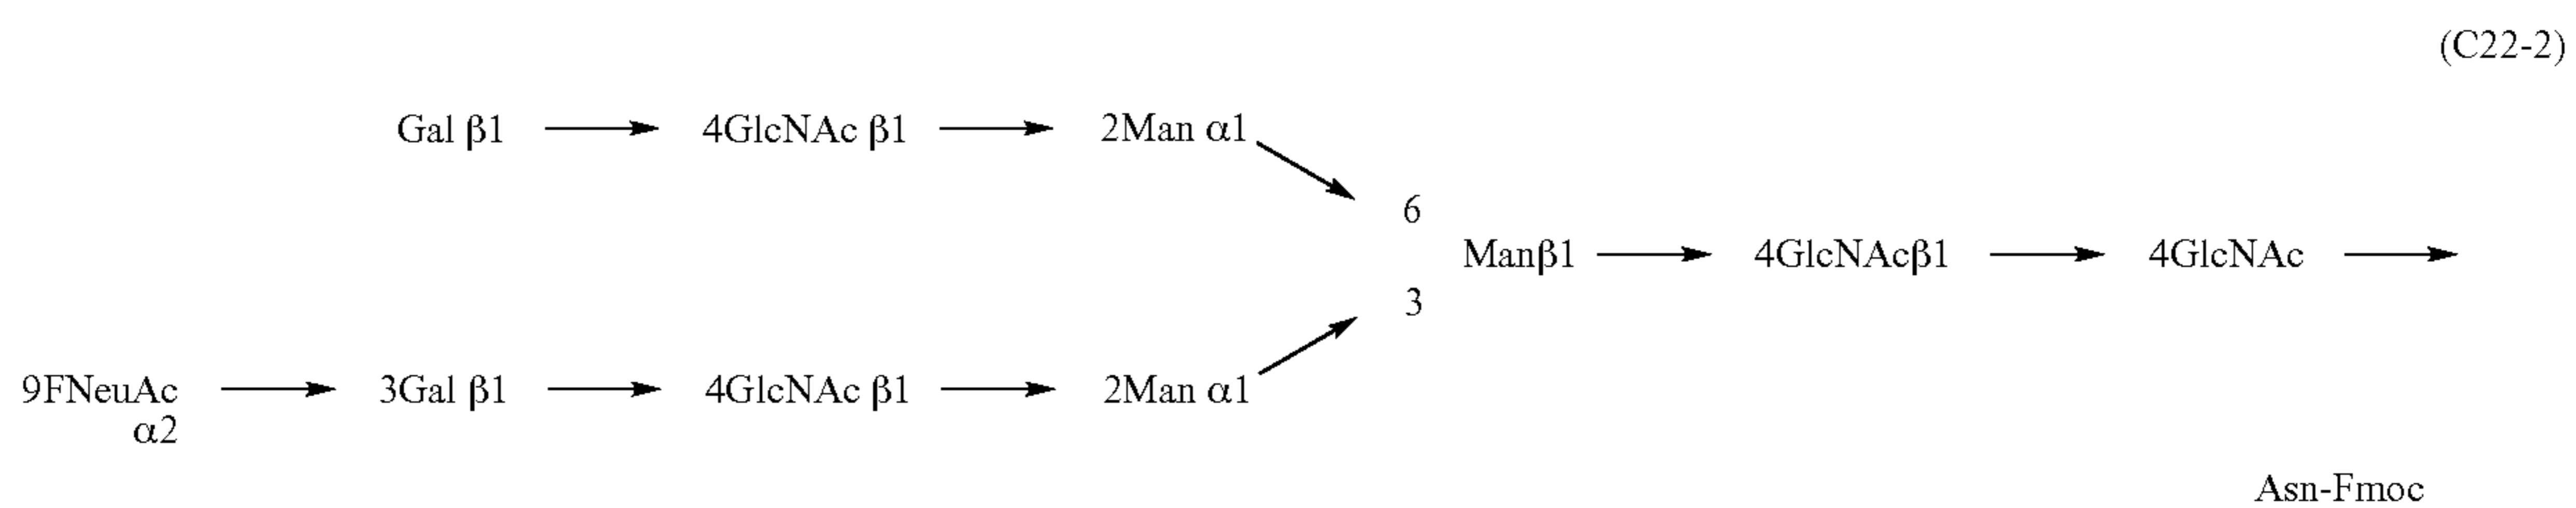 (C22-2)
Gal β1 → 4GlcNAc β1 → 2Man α1
6
Manβ1 → 4GlcNAcβ1 → 4GlcNAc →
3
9FNeuAc → 3Gal β1 → 4GlcNAc β1 → 2Man α1
α2
Asn-Fmoc